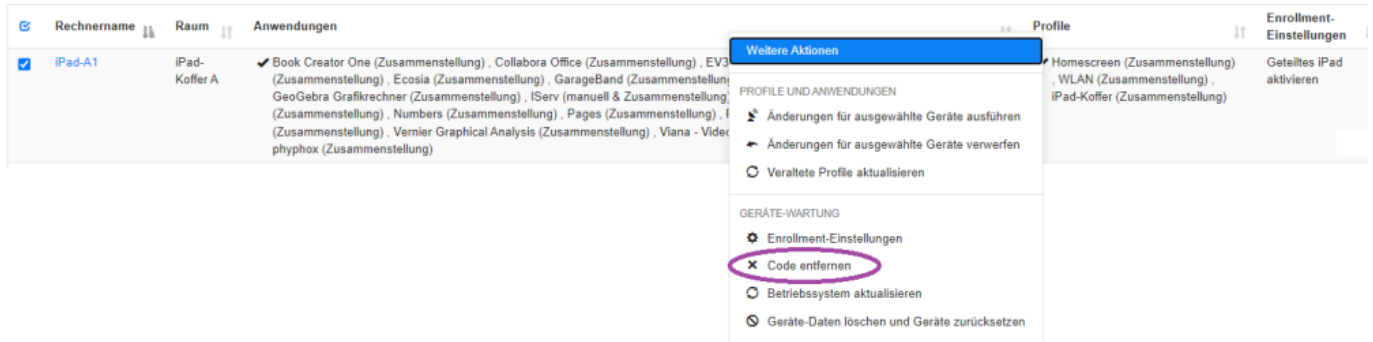 Rechnername Raum Anwendungen Profile Enrollment-
Einstellungen
iPad-A1
iPad-
Koffer A
✔ Book Creator One (Zusammenstellung) , Collabora Office (Zusammenstellung) , EV3
(Zusammenstellung) , Ecosia (Zusammenstellung) , GarageBand (Zusammenstellung
GeoGebra Grafikrechner (Zusammenstellung) , IServ (manuell & Zusammenstellung
(Zusammenstellung) , Numbers (Zusammenstellung) , Pages (Zusammenstellung) ,
(Zusammenstellung) , Vernier Graphical Analysis (Zusammenstellung) , Viana -
phyphox (Zusammenstellung)
Weitere Aktionen
PROFILE UND ANWENDUNGEN
Änderungen für ausgewählte Geräte ausführen
Änderungen für ausgewählte Geräte verwerfen
Veraltete Profile aktualisieren
GERÄTE-WARTUNG
Enrollment-Einstellungen
Code entfernen
Betriebssystem aktualisieren
Geräte-Daten löschen und Geräte zurücksetzen
Homescreen (Zusammenstellung)
, WLAN (Zusammenstellung) ,
iPad-Koffer (Zusammenstellung)
Geteiltes iPad
aktivieren